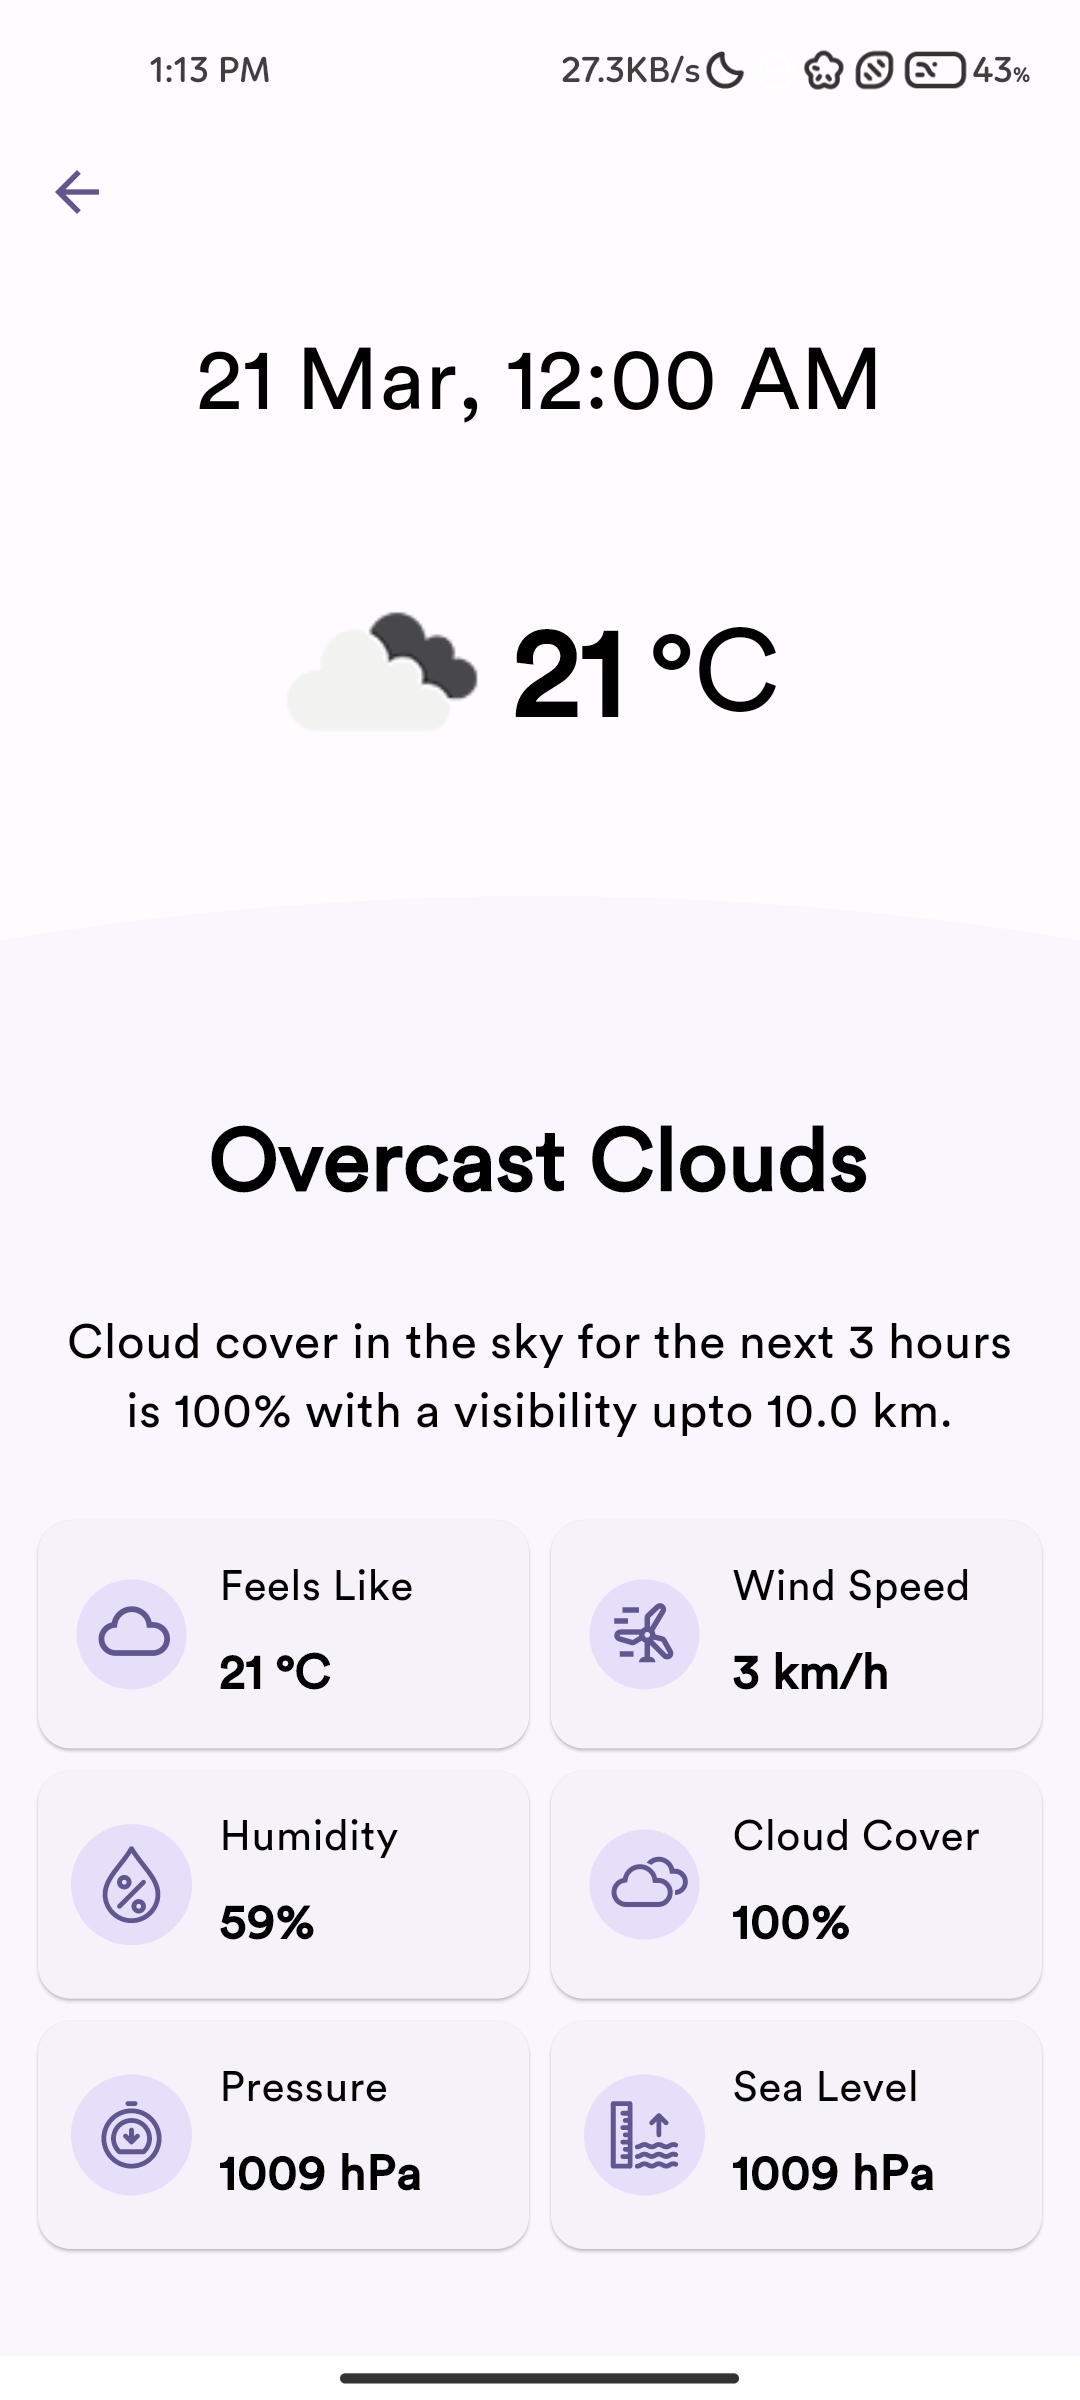 1:13 PM 27.3KB/s 43%
21 Mar, 12:00 AM
21 °C
Overcast Clouds
Cloud cover in the sky for the next 3 hours
is 100% with a visibility upto 10.0 km.
Feels Like
21 °C
Wind Speed
3 km/h
Humidity
59%
Cloud Cover
100%
Pressure
1009 hPa
Sea Level
1009 hPa